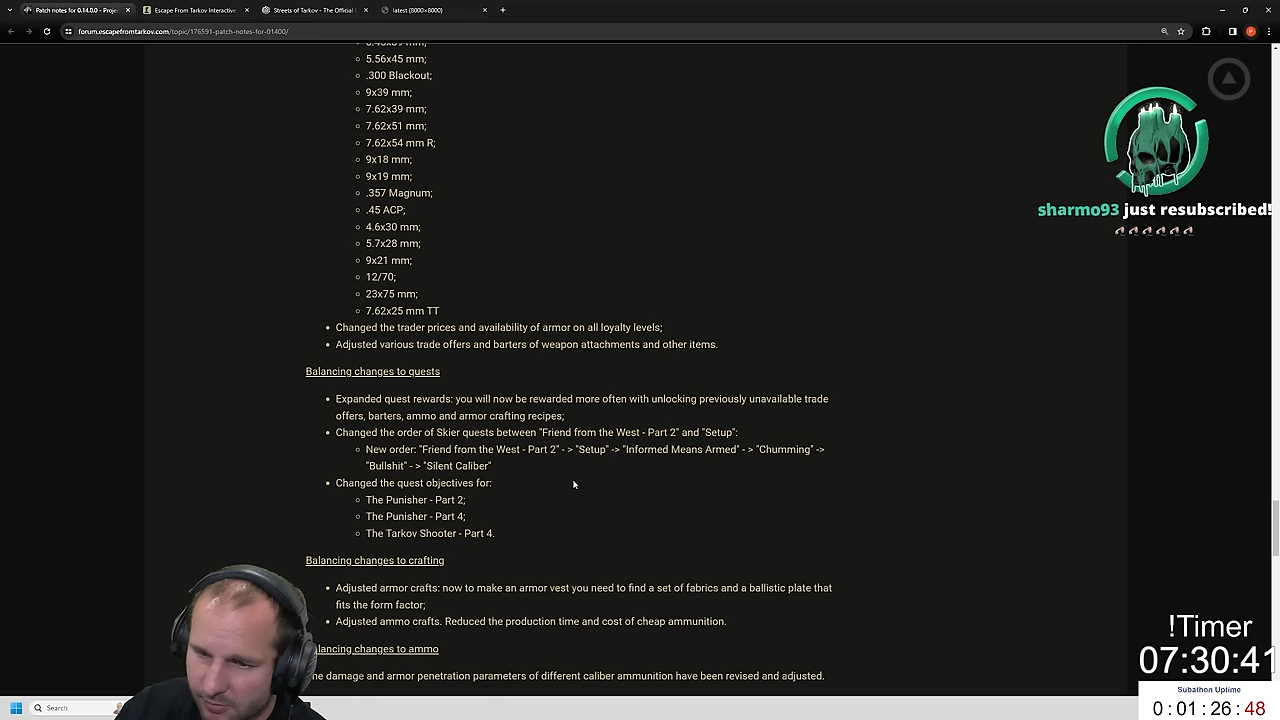 Patch notes for 0.14.0.0 - Proje
Escape From Tarkov Interactive
Streets of Tarkov - The Official
latest (8000×8000)
forum.escapefromtarkov.com/topic/176591-patch-notes-for-01400/
5.56x45 mm;
.300 Blackout;
9x39 mm;
7.62x39 mm;
7.62x51 mm;
7.62x54 mm R;
9x18 mm;
9x19 mm;
.357 Magnum;
.45 ACP;
4.6x30 mm;
5.7x28 mm;
9x21 mm;
12/70;
23x75 mm;
7.62x25 mm TT
Changed the trader prices and availability of armor on all loyalty levels;
Adjusted various trade offers and barters of weapon attachments and other items.
Balancing changes to quests
Expanded quest rewards: you will now be rewarded more often with unlocking previously unavailable trade
offers, barters, ammo and armor crafting recipes;
Changed the order of Skier quests between "Friend from the West - Part 2" and "Setup":
New order: "Friend from the West - Part 2" - > "Setup" -> "Informed Means Armed" - > "Chumming" ->
"Bullshit" - > "Silent Caliber"
Changed the quest objectives for:
The Punisher - Part 2;
The Punisher - Part 4;
The Tarkov Shooter - Part 4.
Balancing changes to crafting
Adjusted armor crafts: now to make an armor vest you need to find a set of fabrics and a ballistic plate that
fits the form factor;
Adjusted ammo crafts. Reduced the production time and cost of cheap ammunition.
alancing changes to ammo
he damage and armor penetration parameters of different caliber ammunition have been revised and adjusted.
sharmo93 just resubscribed!
!Timer
07:30:41
Subathon Uptime
0:01:26:48
Search